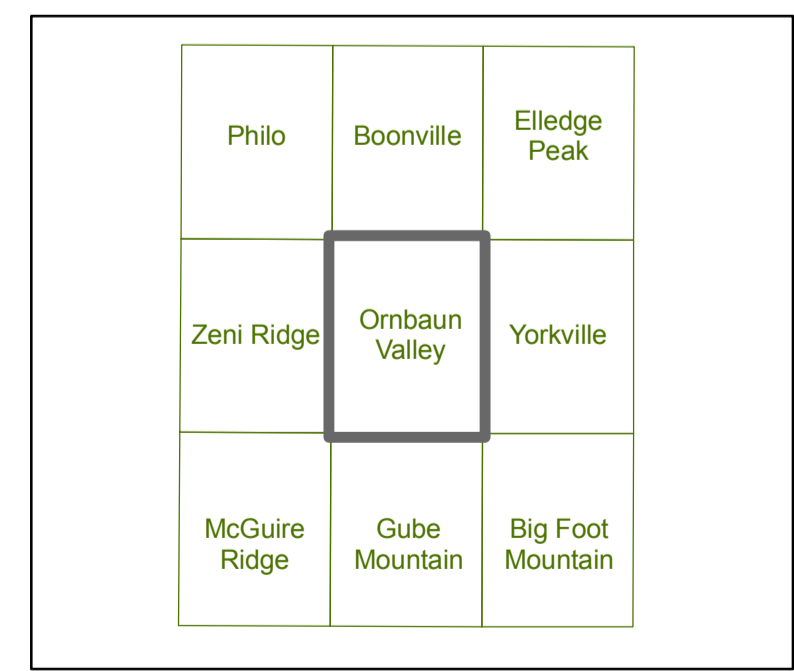 Philo
Boonville
Elledge
Peak
Zeni Ridge
Ornbaun
Valley
Yorkville
McGuire
Ridge
Gube
Mountain
Big Foot
Mountain